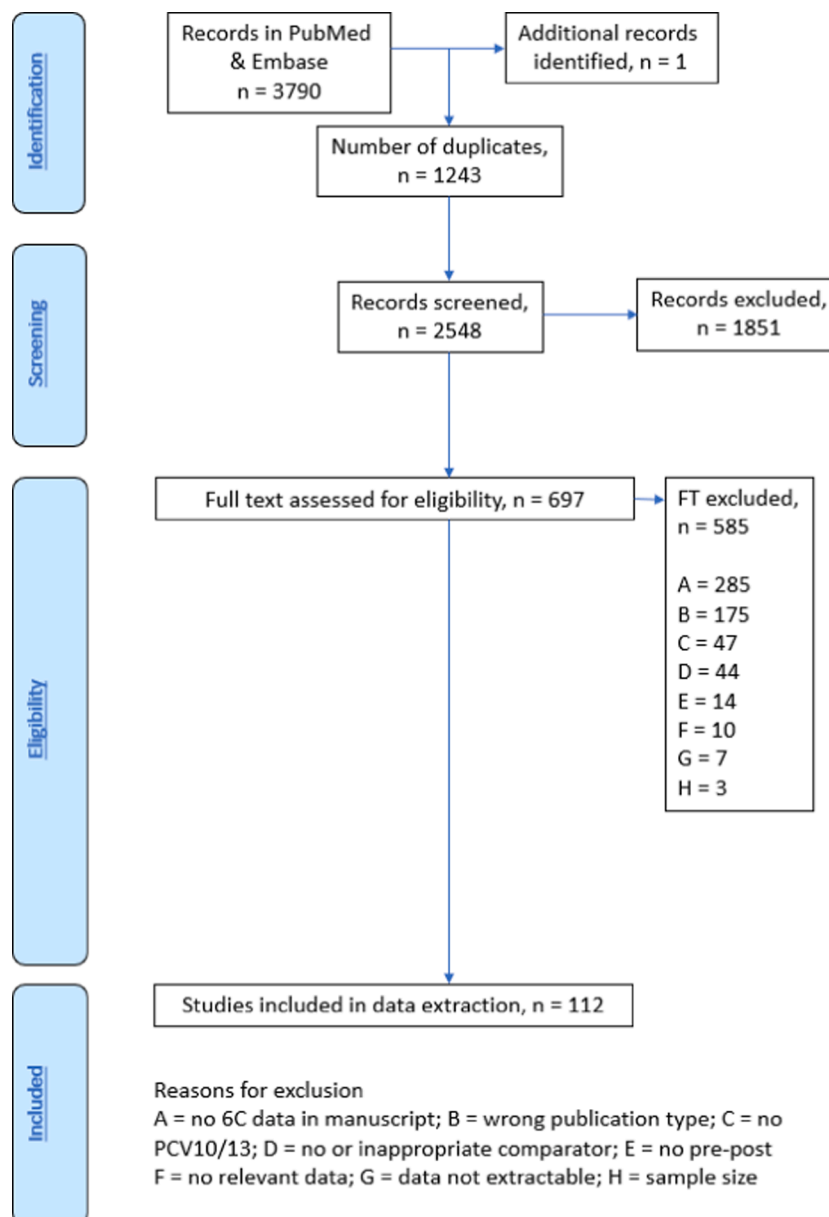 Identification
Records in PubMed
& Embase
n = 3790
Additional records
identified, n = 1
Number of duplicates,
n = 1243
Screening
Records screened,
n = 2548
Records excluded,
n = 1851
Eligibility
Full text assessed for eligibility, n = 697
FT excluded,
n = 585
A = 285
B = 175
C = 47
D = 44
E = 14
F = 10
G = 7
H = 3
Included
Studies included in data extraction, n = 112
Reasons for exclusion
A = no 6C data in manuscript; B = wrong publication type; C = no
PCV10/13; D = no or inappropriate comparator; E = no pre-post
F = no relevant data; G = data not extractable; H = sample size